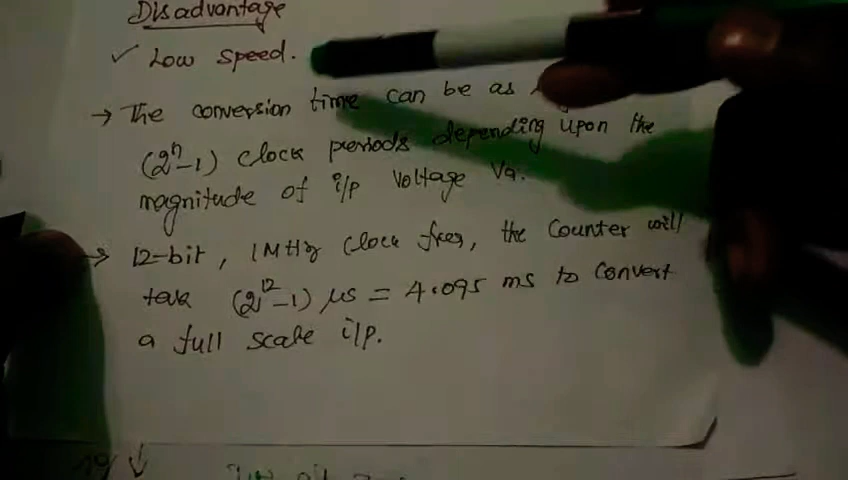 Disadvantage
✓ Low speed.
→ The conversion time can be as
(2ⁿ-1) clock periods depending upon the
magnitude of i/p voltage Va.
→ 12-bit, 1MHz clock freq, the counter will
take (2¹²-1) μs = 4.095 ms to convert
a full scale i/p.